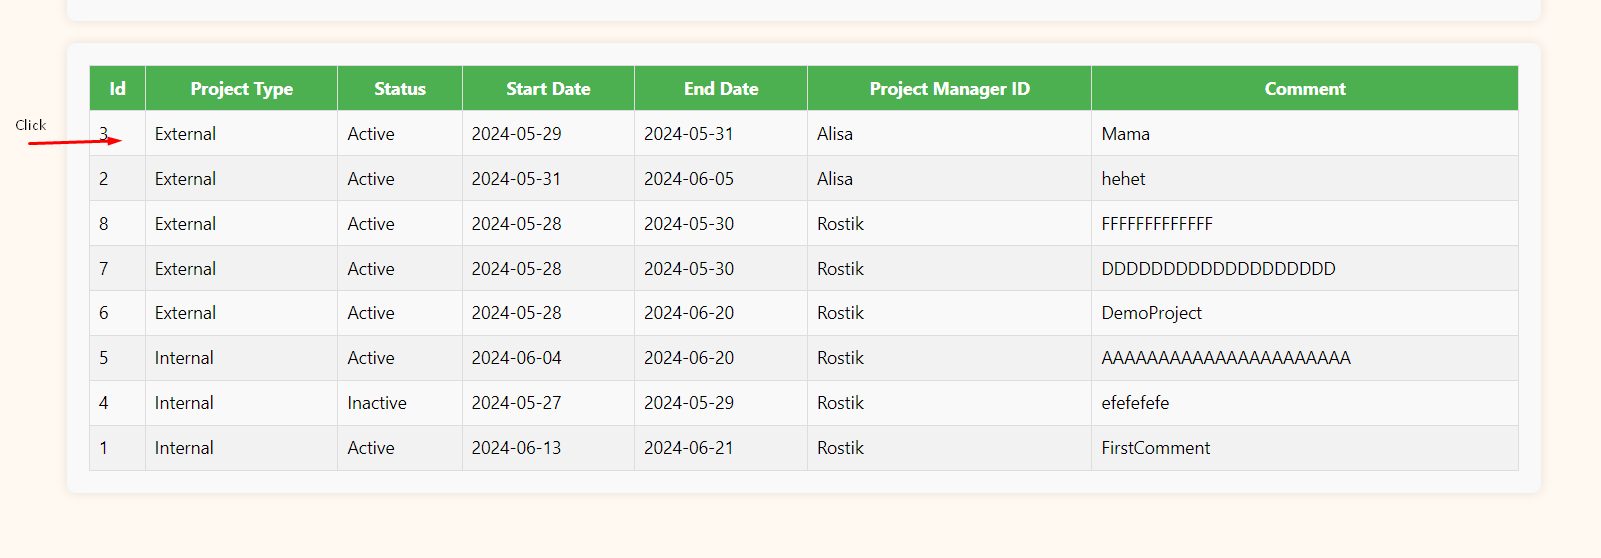 Id Project Type Status Start Date End Date Project Manager ID Comment
Click
3 External Active 2024-05-29 2024-05-31 Alisa Mama
2 External Active 2024-05-31 2024-06-05 Alisa hehet
8 External Active 2024-05-28 2024-05-30 Rostik FFFFFFFFFFFFF
7 External Active 2024-05-28 2024-05-30 Rostik DDDDDDDDDDDDDDDDDDD
6 External Active 2024-05-28 2024-06-20 Rostik DemoProject
5 Internal Active 2024-06-04 2024-06-20 Rostik AAAAAAAAAAAAAAAAAAAAAA
4 Internal Inactive 2024-05-27 2024-05-29 Rostik efefefefe
1 Internal Active 2024-06-13 2024-06-21 Rostik FirstComment